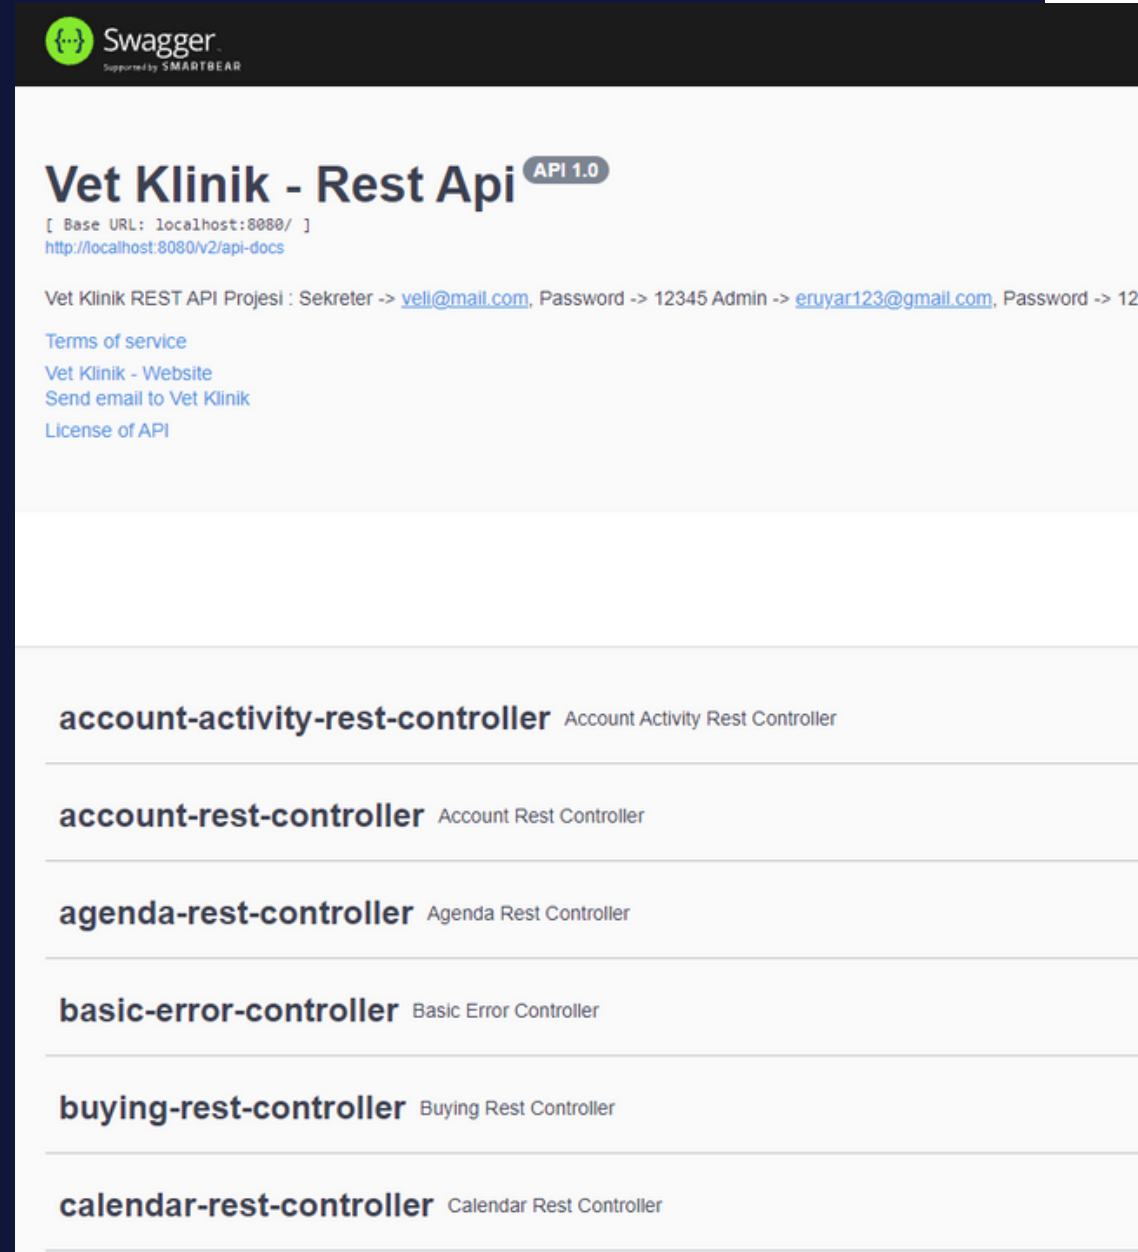 {···} Swagger.
Supported by SMARTBEAR
Vet Klinik - Rest Api API 1.0
[ Base URL: localhost:8080/ ]
http://localhost:8080/v2/api-docs
Vet Klinik REST API Projesi : Sekreter -> veli@mail.com, Password -> 12345 Admin -> eruyar123@gmail.com, Password -> 12
Terms of service
Vet Klinik - Website
Send email to Vet Klinik
License of API
account-activity-rest-controller Account Activity Rest Controller
account-rest-controller Account Rest Controller
agenda-rest-controller Agenda Rest Controller
basic-error-controller Basic Error Controller
buying-rest-controller Buying Rest Controller
calendar-rest-controller Calendar Rest Controller